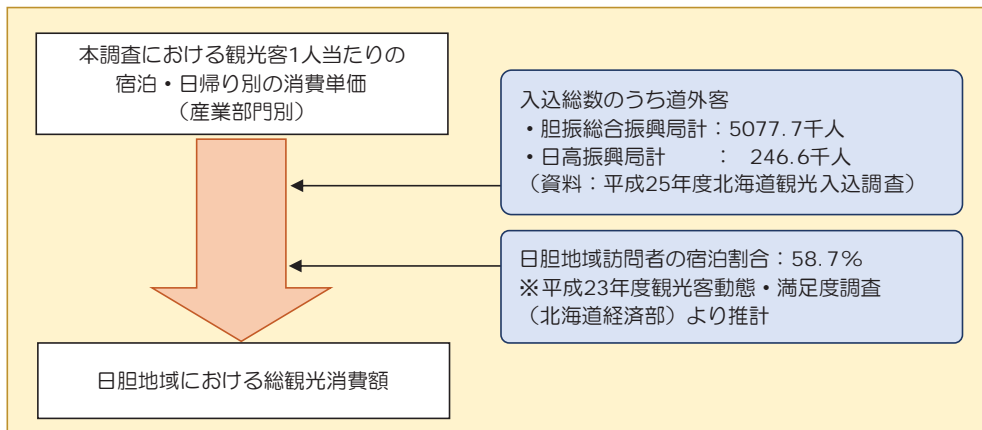 本調査における観光客1人当たりの
宿泊・日帰り別の消費単価
（産業部門別）
入込総数のうち道外客
・胆振総合振興局計：5077.7千人
・日高振興局計　　：　246.6千人
（資料：平成25年度北海道観光入込調査）
日胆地域訪問者の宿泊割合：58.7%
※平成23年度観光客動態・満足度調査
（北海道経済部）より推計
日胆地域における総観光消費額